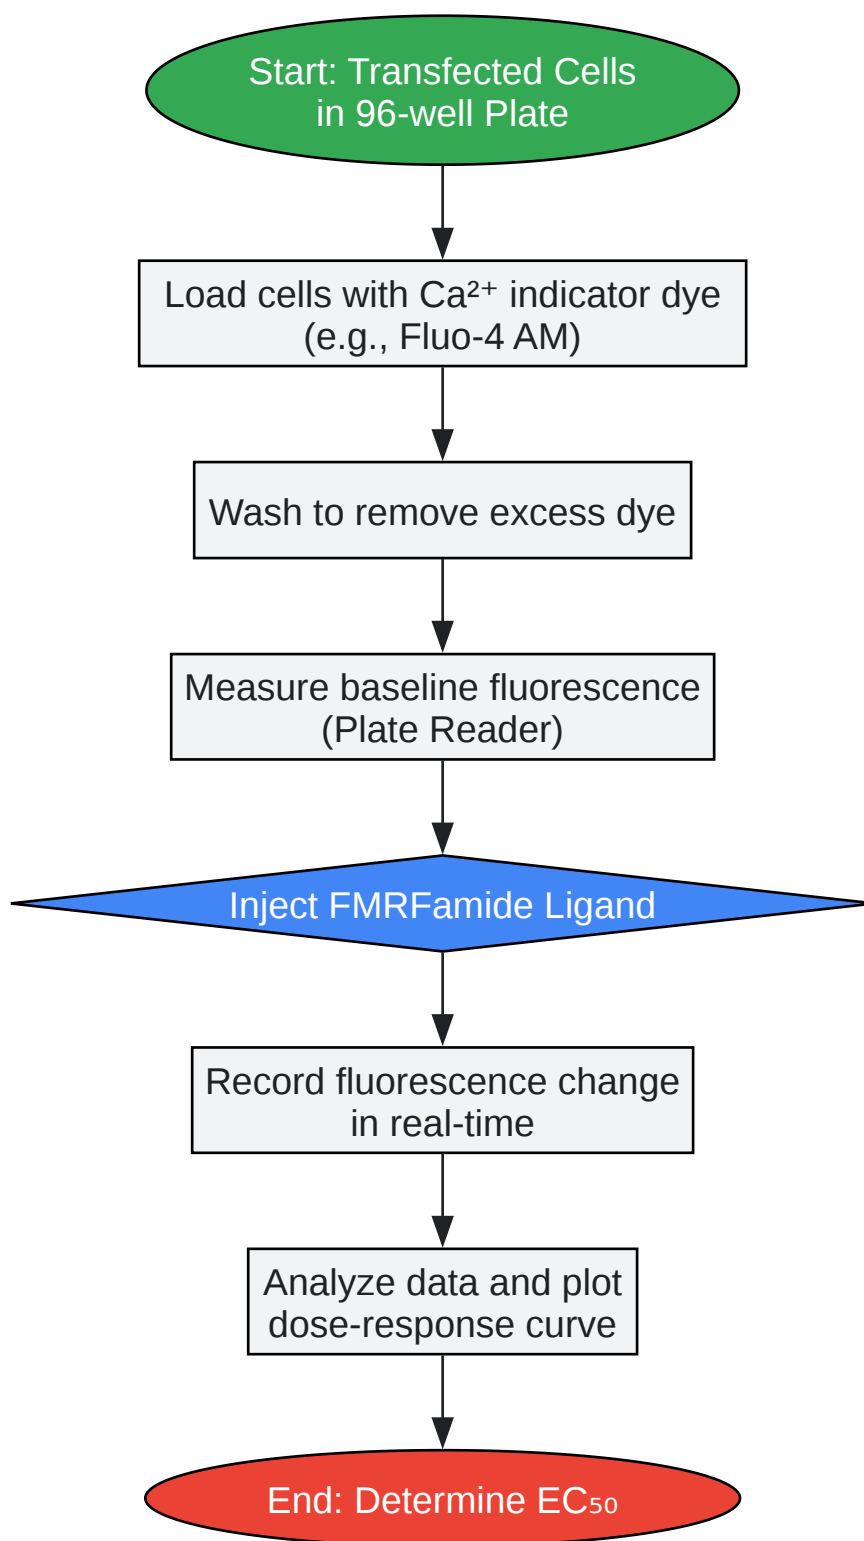 Start: Transfected Cells
in 96-well Plate
Load cells with Ca²⁺ indicator dye
(e.g., Fluo-4 AM)
Wash to remove excess dye
Measure baseline fluorescence
(Plate Reader)
Inject FMRFamide Ligand
Record fluorescence change
in real-time
Analyze data and plot
dose-response curve
End: Determine EC₅₀